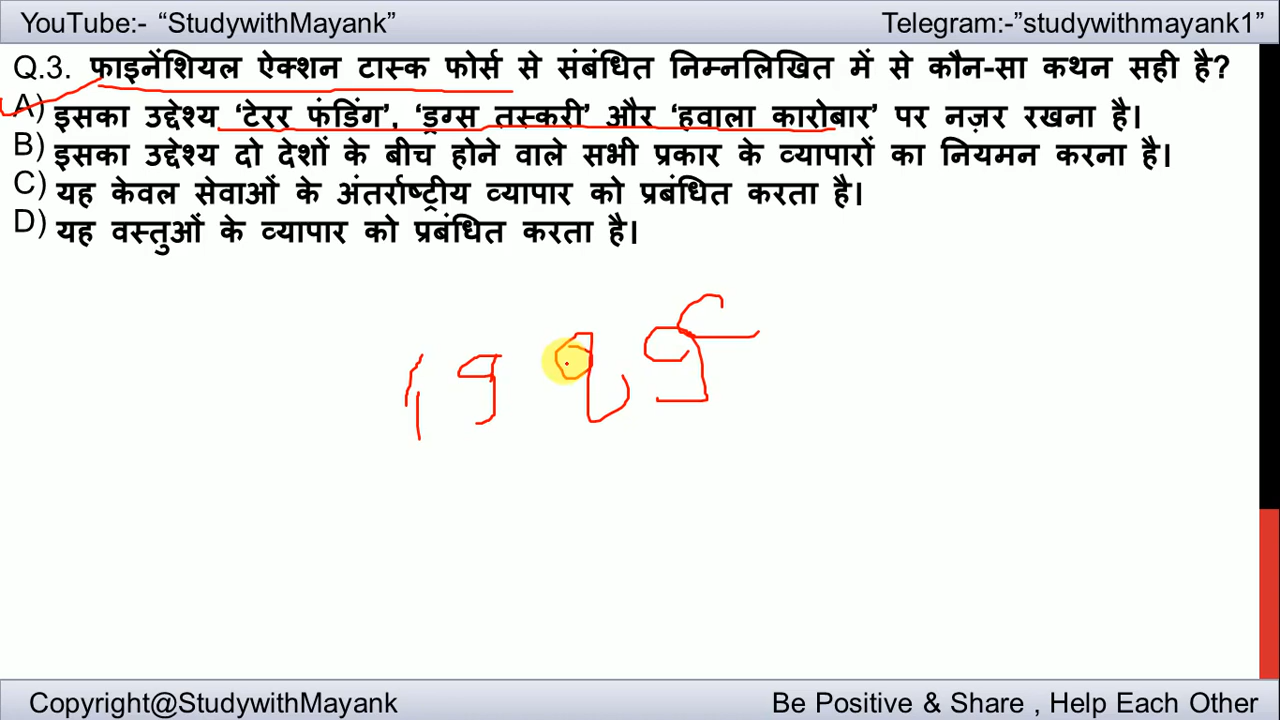 YouTube:- “StudywithMayank” Telegram:-”studywithmayank1”
Q.3. फाइनेंशियल ऐक्शन टास्क फोर्स से संबंधित निम्नलिखित में से कौन-सा कथन सही है?
A) इसका उद्देश्य ‘टेरर फंडिंग’, ‘ड्रग्स तस्करी’ और ‘हवाला कारोबार’ पर नज़र रखना है।
B) इसका उद्देश्य दो देशों के बीच होने वाले सभी प्रकार के व्यापारों का नियमन करना है।
C) यह केवल सेवाओं के अंतर्राष्ट्रीय व्यापार को प्रबंधित करता है।
D) यह वस्तुओं के व्यापार को प्रबंधित करता है।
Copyright@StudywithMayank Be Positive & Share , Help Each Other